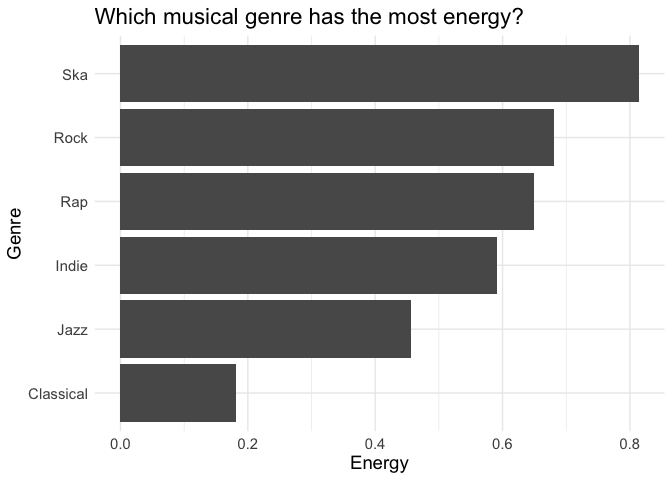 Which musical genre has the most energy?
Ska
Rock
Rap
Indie
Jazz
Classical
Genre
0.0 0.2 0.4 0.6 0.8
Energy